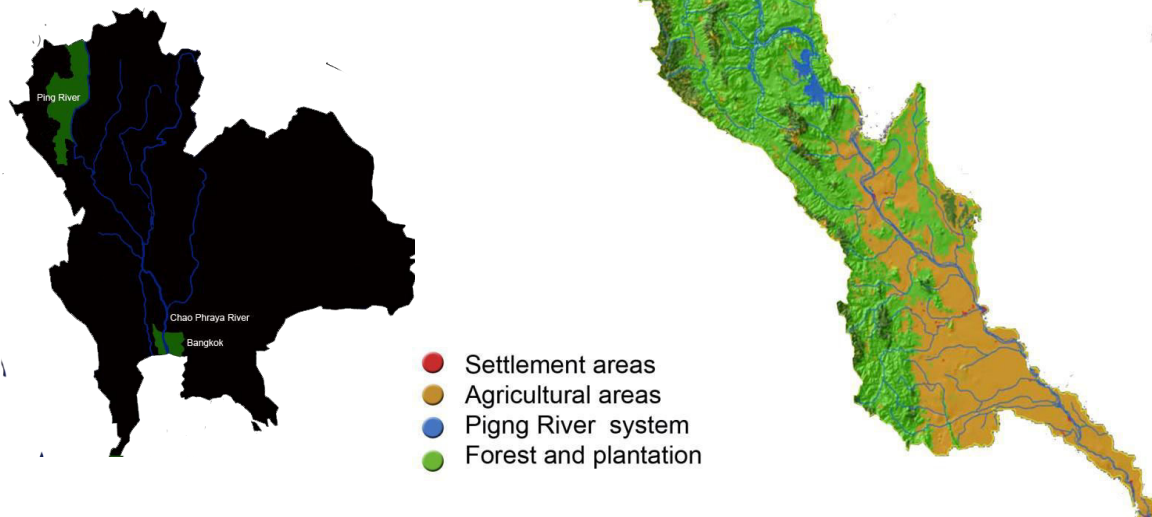 Ping River
Chao Phraya River
Bangkok
Settlement areas
Agricultural areas
Pigng River system
Forest and plantation